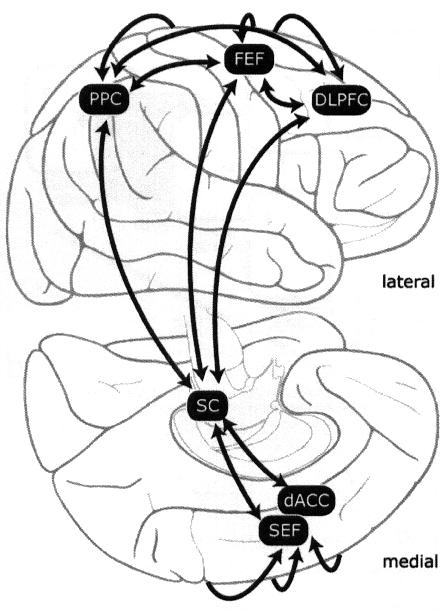 FEF
PPC
DLPFC
lateral
SC
dACC
SEF
medial